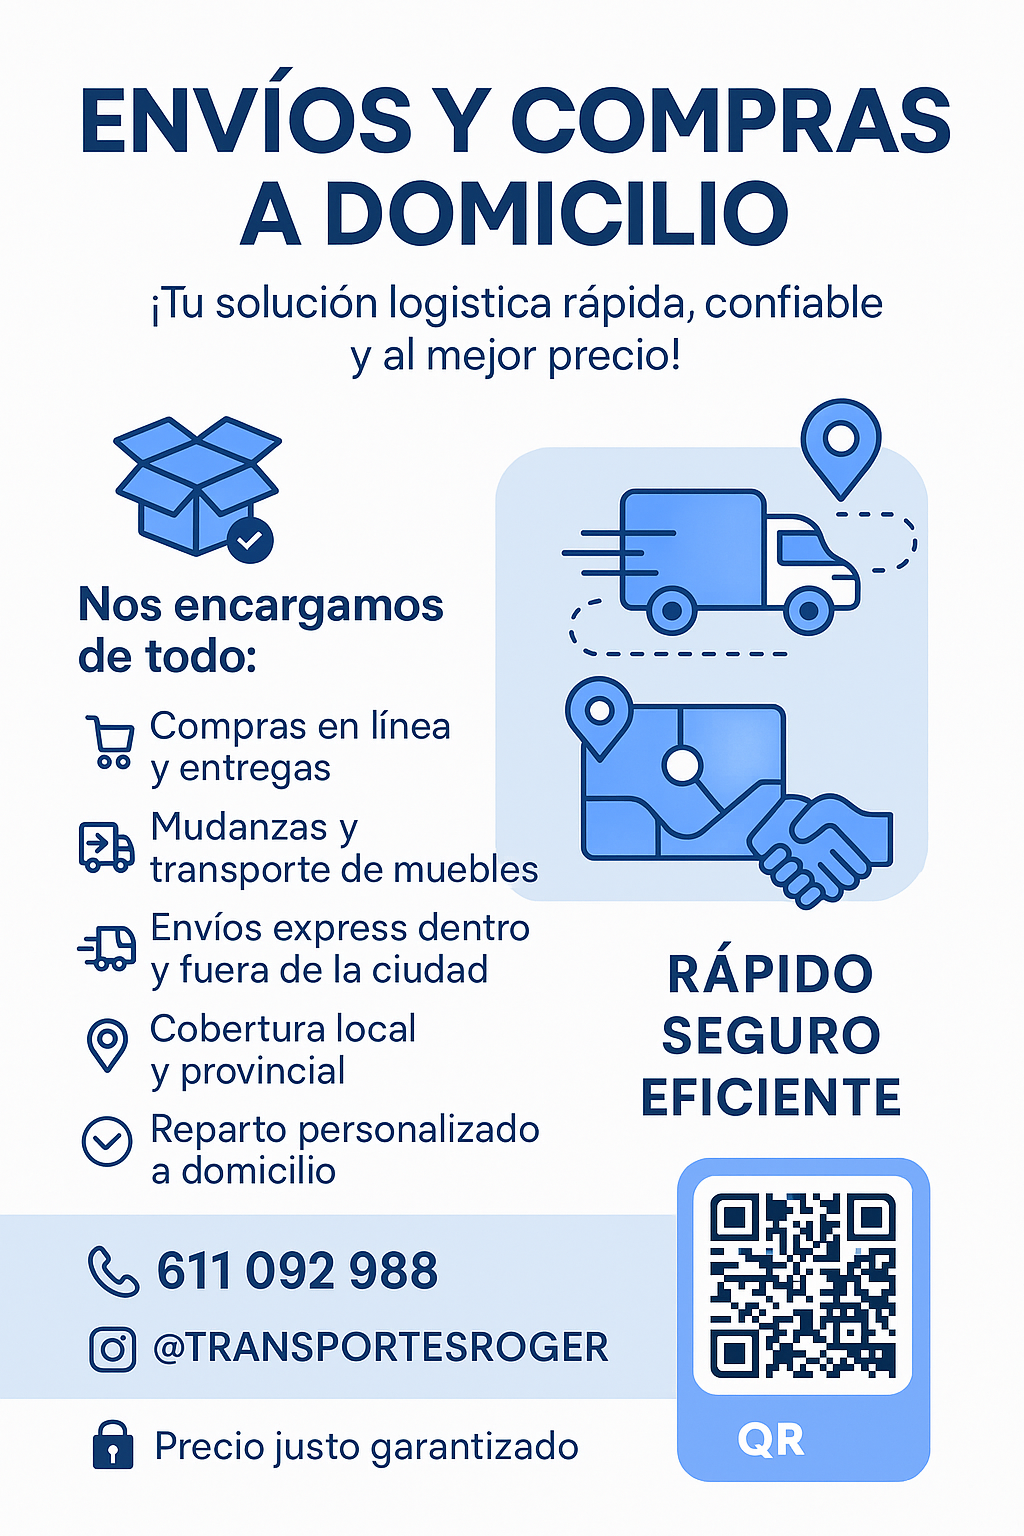 ENVÍOS Y COMPRAS
A DOMICILIO
¡Tu solución logistica rápida, confiable
y al mejor precio!
Nos encargamos
de todo:
Compras en línea
y entregas
Mudanzas y
transporte de muebles
Envíos express dentro
y fuera de la ciudad
Cobertura local
y provincial
Reparto personalizado
a domicilio
RÁPIDO
SEGURO
EFICIENTE
611 092 988
@TRANSPORTESROGER
Precio justo garantizado
QR